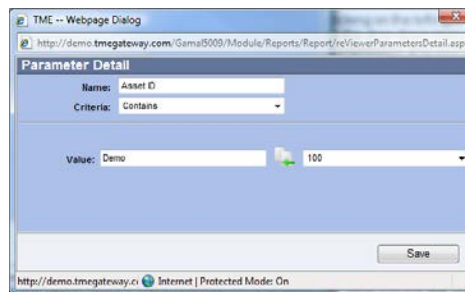 TME -- Webpage Dialog
http://demo.tmegateway.com/Gamal5009/Module/Reports/Report/reViewerParametersDetail.asp
Parameter Detail
Name: Asset ID
Criteria: Contains
Value: Demo 100
Save
http://demo.tmegateway.c Internet | Protected Mode: On